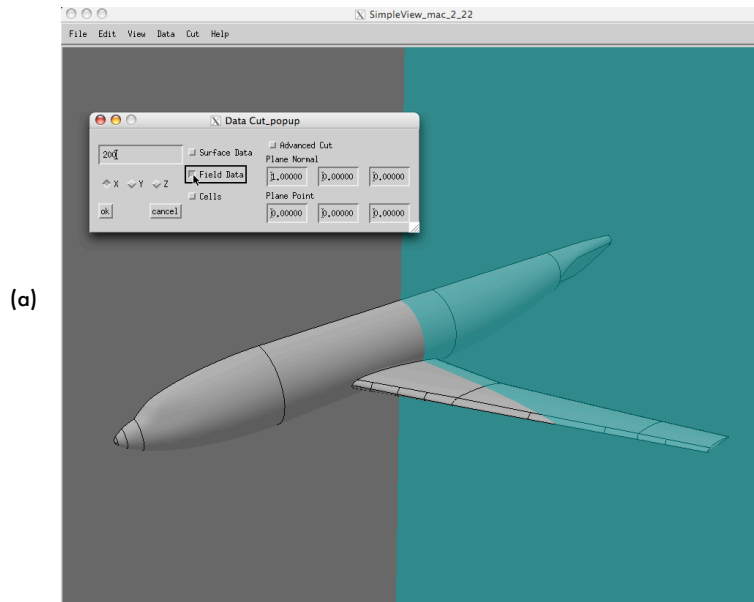 SimpleView_mac_2_22
File Edit View Data Cut Help
Data Cut_popup
200
Surface Data
Advanced Cut
Plane Normal
Field Data
1.00000 0.00000 0.00000
X Y Z
Cells
Plane Point
ok cancel
0.00000 0.00000 0.00000
(a)